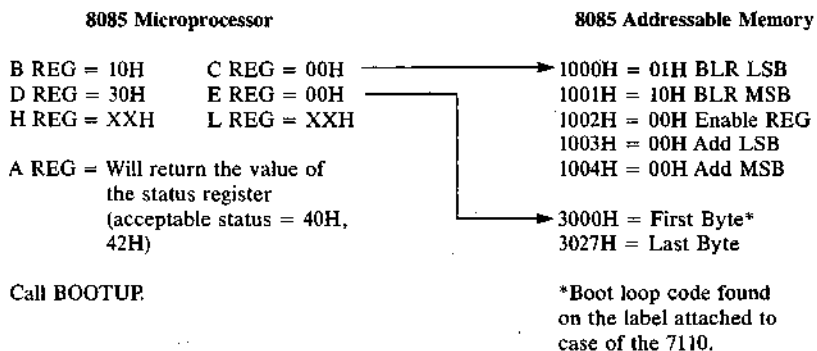 8085 Microprocessor
B REG = 10H C REG = 00H
D REG = 30H E REG = 00H
H REG = XXH L REG = XXH
A REG = Will return the value of
the status register
(acceptable status = 40H,
42H)
Call BOOTUP.
8085 Addressable Memory
1000H = 01H BLR LSB
1001H = 10H BLR MSB
1002H = 00H Enable REG
1003H = 00H Add LSB
1004H = 00H Add MSB
3000H = First Byte*
3027H = Last Byte
*Boot loop code found
on the label attached to
case of the 7110.